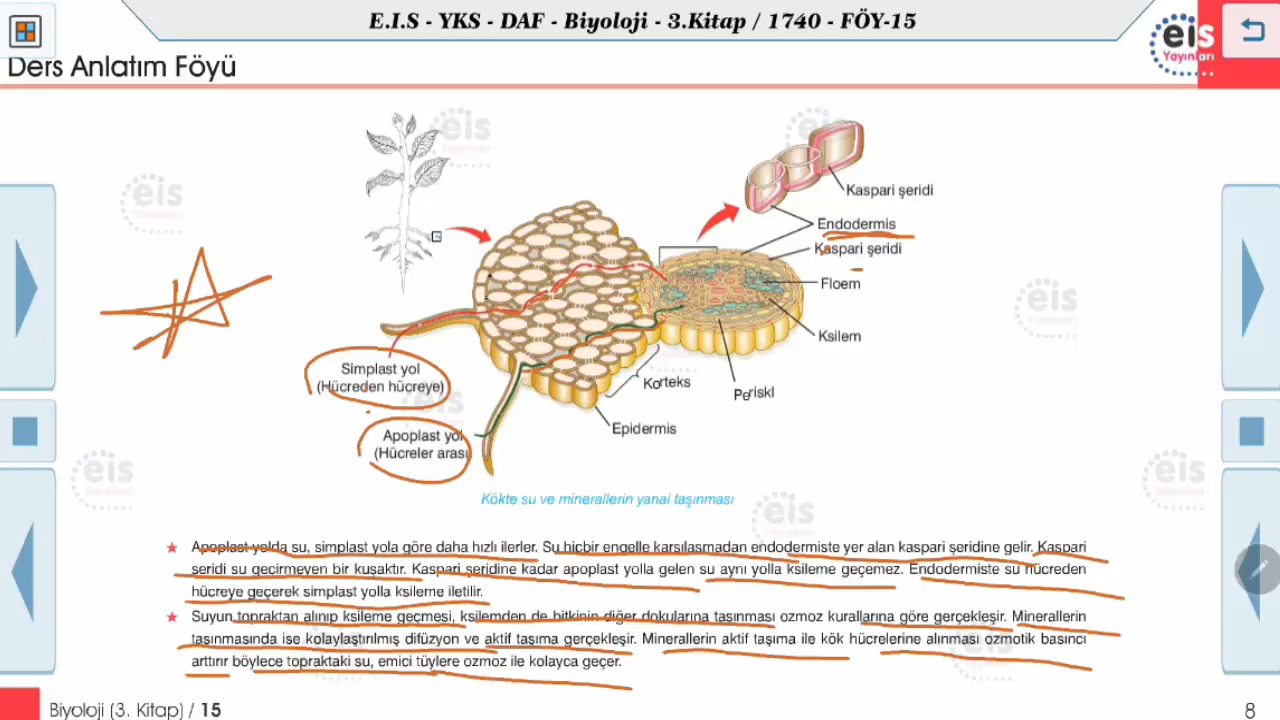 E.I.S - YKS - DAF - Biyoloji - 3.Kitap / 1740 - FÖY-15
eis
Yayınları
Ders Anlatım Föyü
Kaspari şeridi
Endodermis
Kaspari şeridi
Floem
Ksilem
Simplast yol
(Hücreden hücreye)
Korteks
Periskl
Apoplast yol
(Hücreler arası
Epidermis
Kökte su ve minerallerin yanal taşınması
Apoplast yolda su, simplast yola göre daha hızlı ilerler. Su hiçbir engelle karşılaşmadan endodermiste yer alan kaspari şeridine gelir. Kaspari
şeridi su geçirmeyen bir kuşaktır. Kaspari şeridine kadar apoplast yolla gelen su aynı yolla ksileme geçemez. Endodermiste su hücreden
hücreye geçerek simplast yolla ksileme iletilir.
Suyun topraktan alınıp ksileme geçmesi, ksilemden de bitkinin diğer dokularına taşınması ozmoz kurallarına göre gerçekleşir. Minerallerin
taşınmasında ise kolaylaştırılmış difüzyon ve aktif taşıma gerçekleşir. Minerallerin aktif taşıma ile kök hücrelerine alınması ozmotik basıncı
arttırır böylece topraktaki su, emici tüylere ozmoz ile kolayca geçer.
Biyoloji (3. Kitap) / 15
8